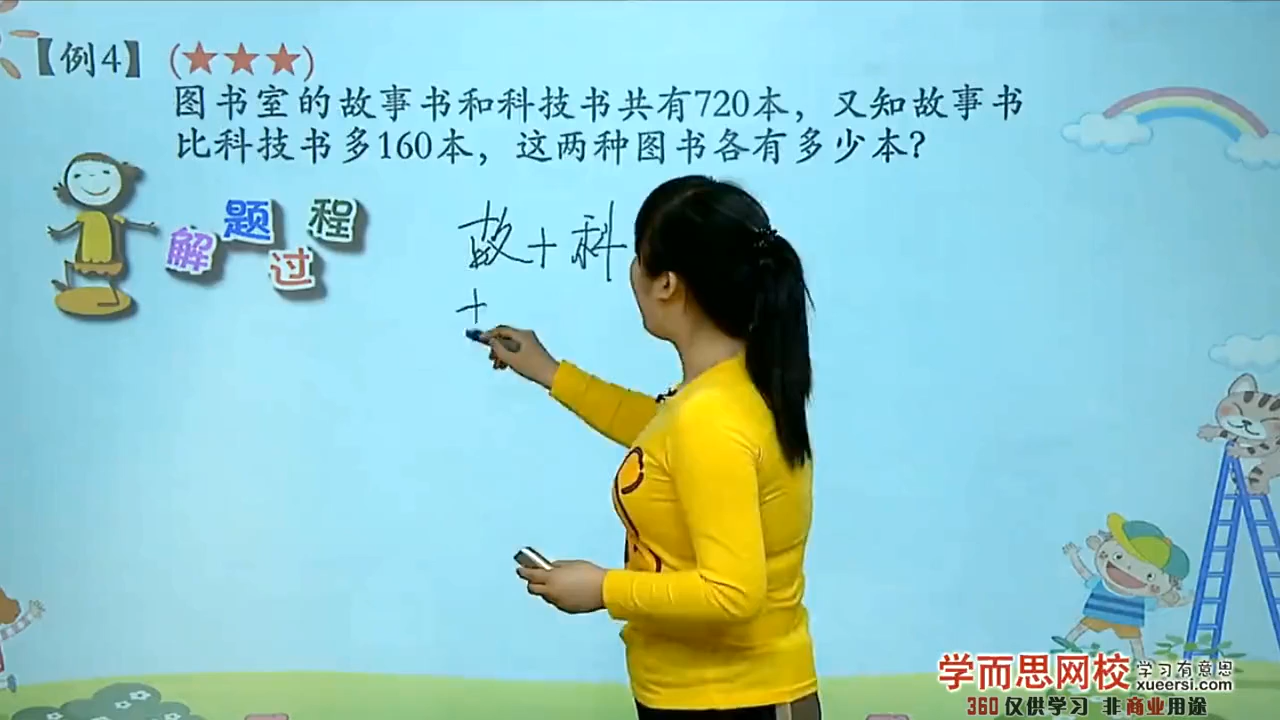 【例4】(★★★)
图书室的故事书和科技书共有720本，又知故事书
比科技书多160本，这两种图书各有多少本？
解题过程
故+科
+
学而思网校 学习有意思
xueersi.com
360仅供学习 非商业用途